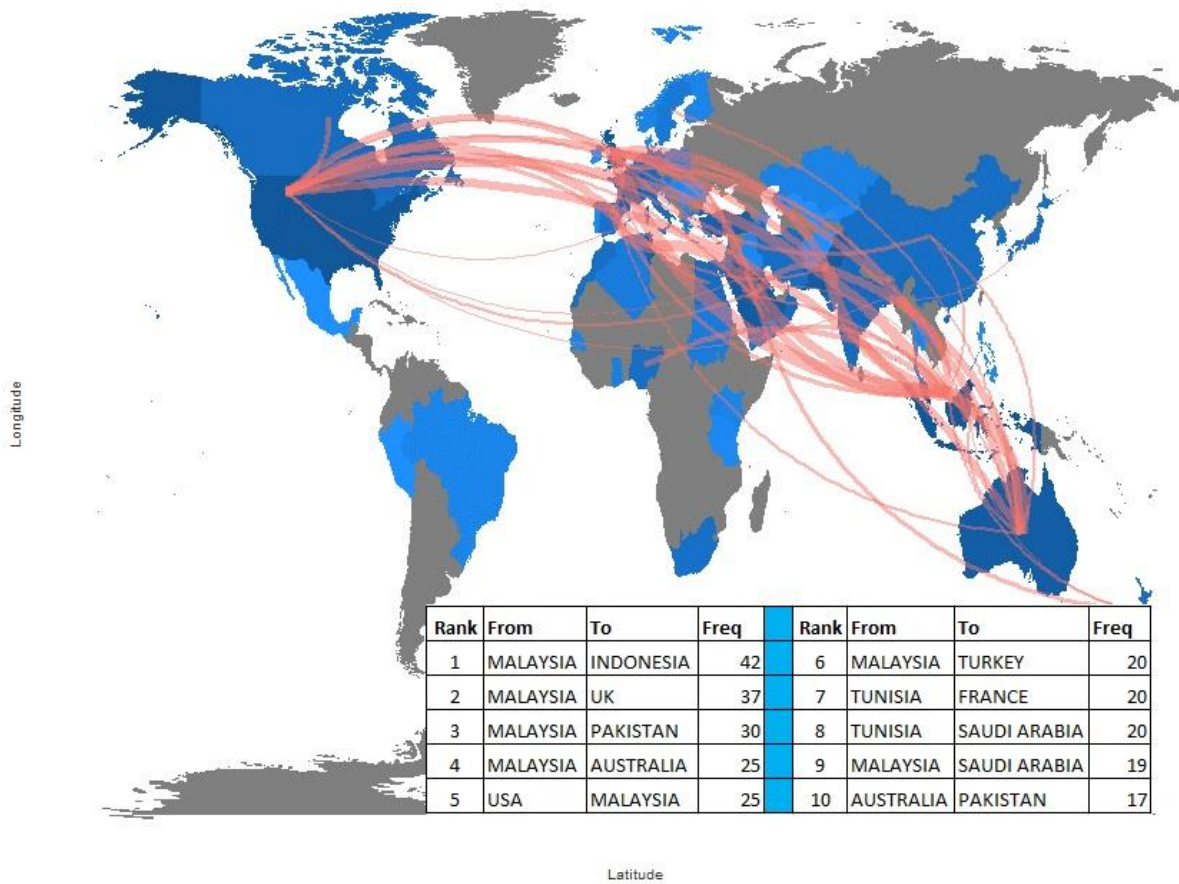 Longitude
Rank From To Freq Rank From To Freq
1 MALAYSIA INDONESIA 42 6 MALAYSIA TURKEY 20
2 MALAYSIA UK 37 7 TUNISIA FRANCE 20
3 MALAYSIA PAKISTAN 30 8 TUNISIA SAUDI ARABIA 20
4 MALAYSIA AUSTRALIA 25 9 MALAYSIA SAUDI ARABIA 19
5 USA MALAYSIA 25 10 AUSTRALIA PAKISTAN 17
Latitude